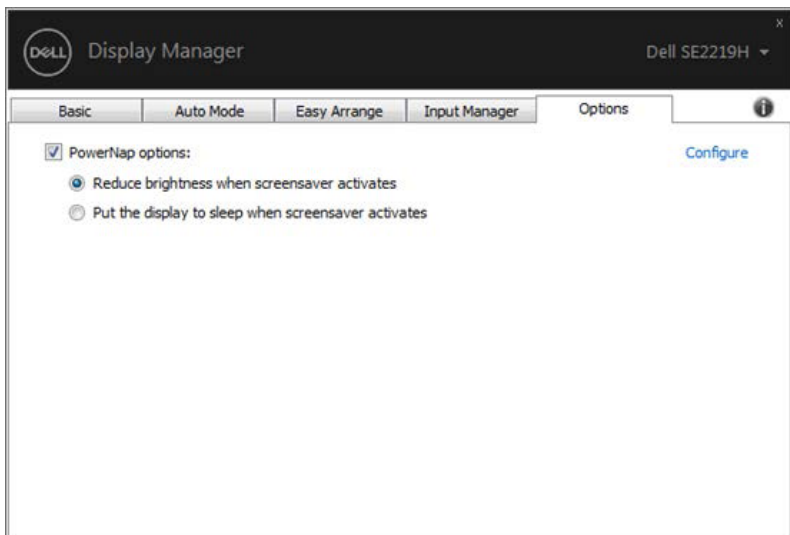 x
DELL Display Manager Dell SE2219H
Basic Auto Mode Easy Arrange Input Manager Options i
PowerNap options: Configure
Reduce brightness when screensaver activates
Put the display to sleep when screensaver activates